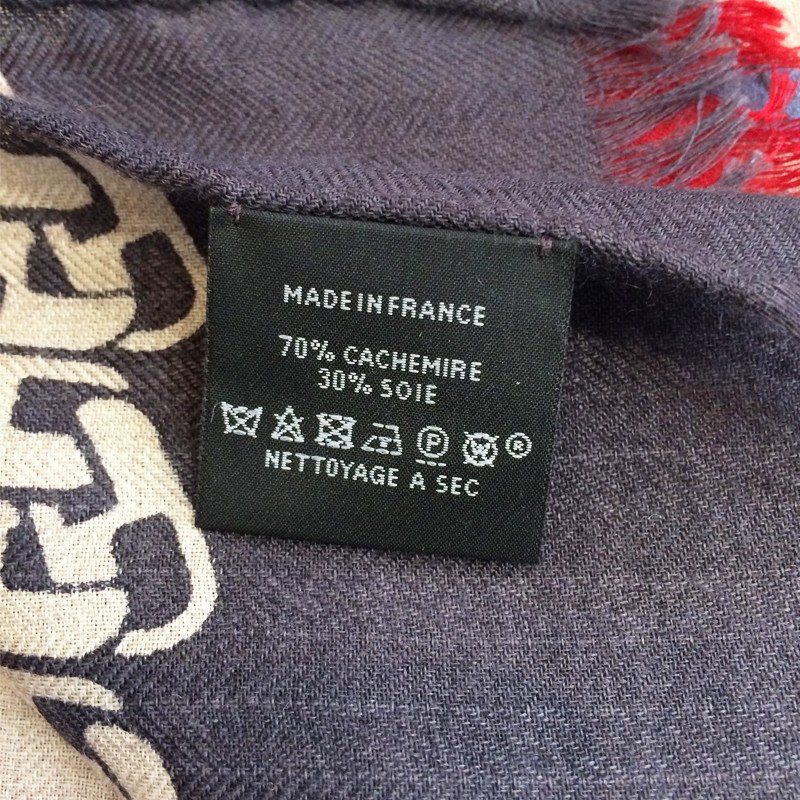 MADE IN FRANCE
70% CACHEMIRE
30% SOIE
P W ®
NETTOYAGE A SEC